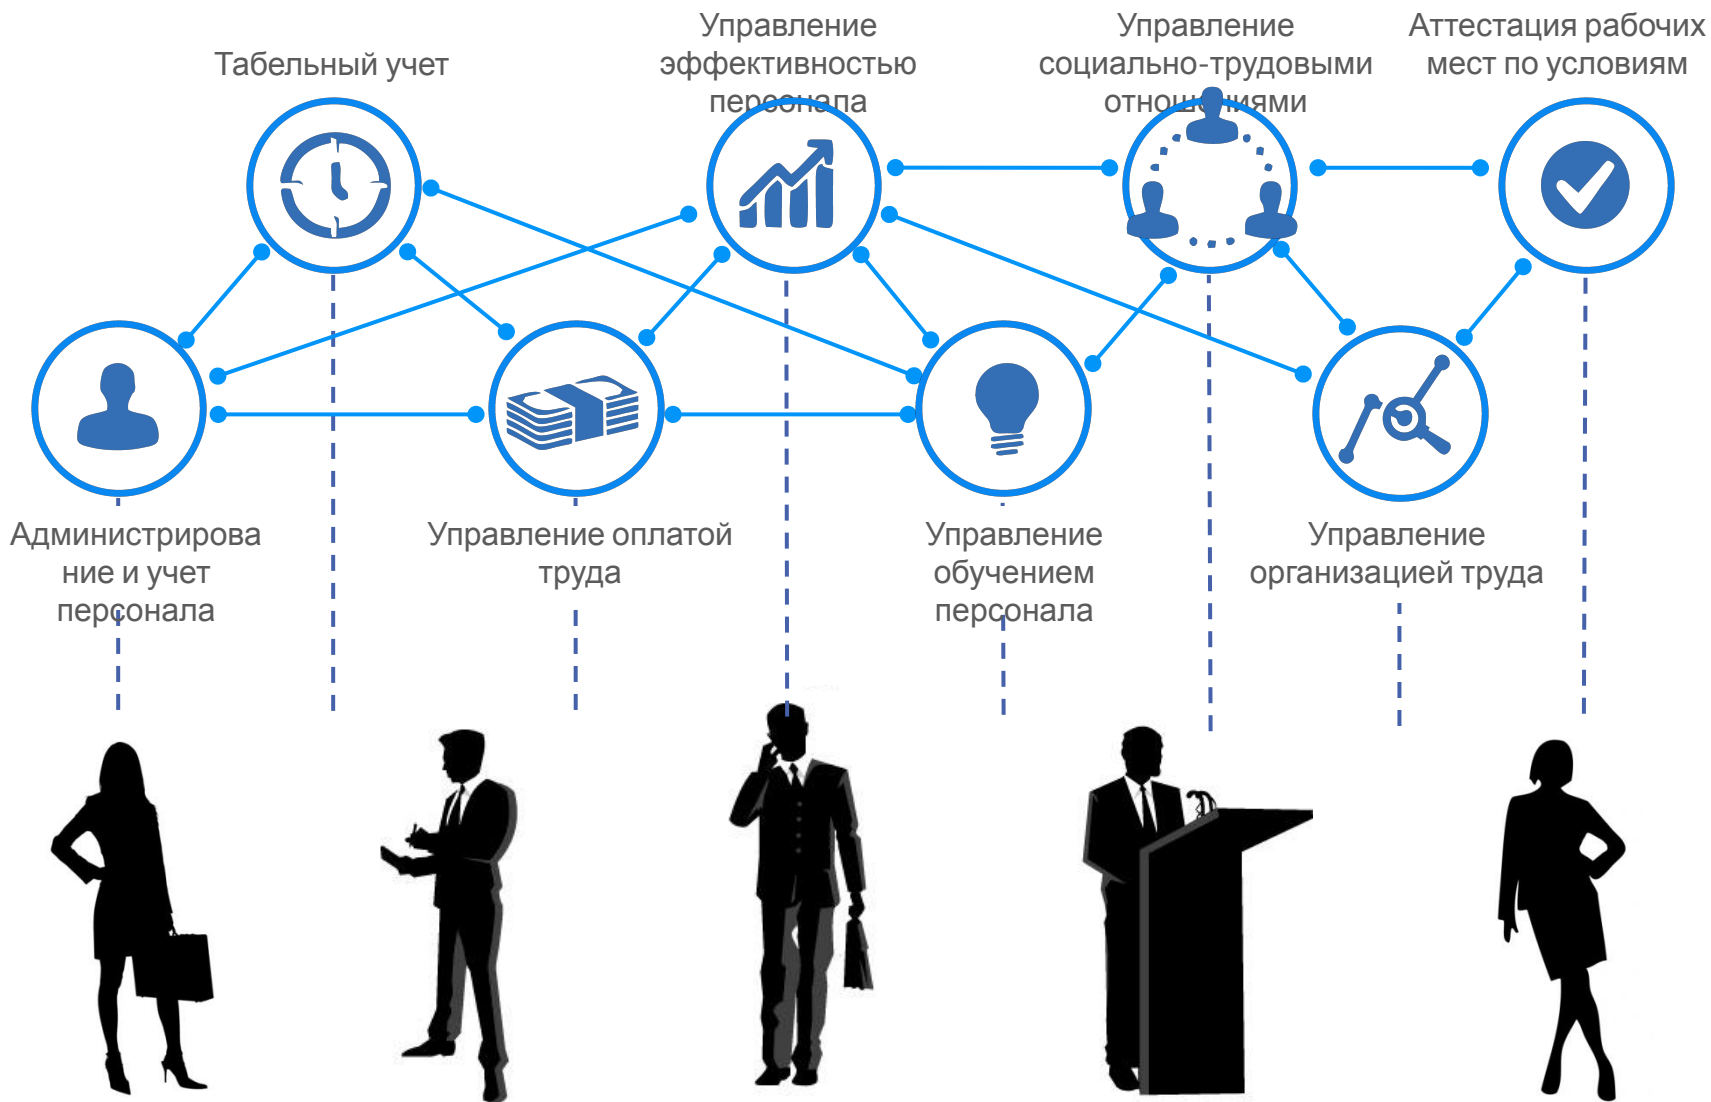 Табельный учет
Управление
эффективностью
персонала
Управление
социально-трудовыми
отношениями
Аттестация рабочих
мест по условиям
Администрирова
ние и учет
персонала
Управление оплатой
труда
Управление
обучением
персонала
Управление
организацией труда